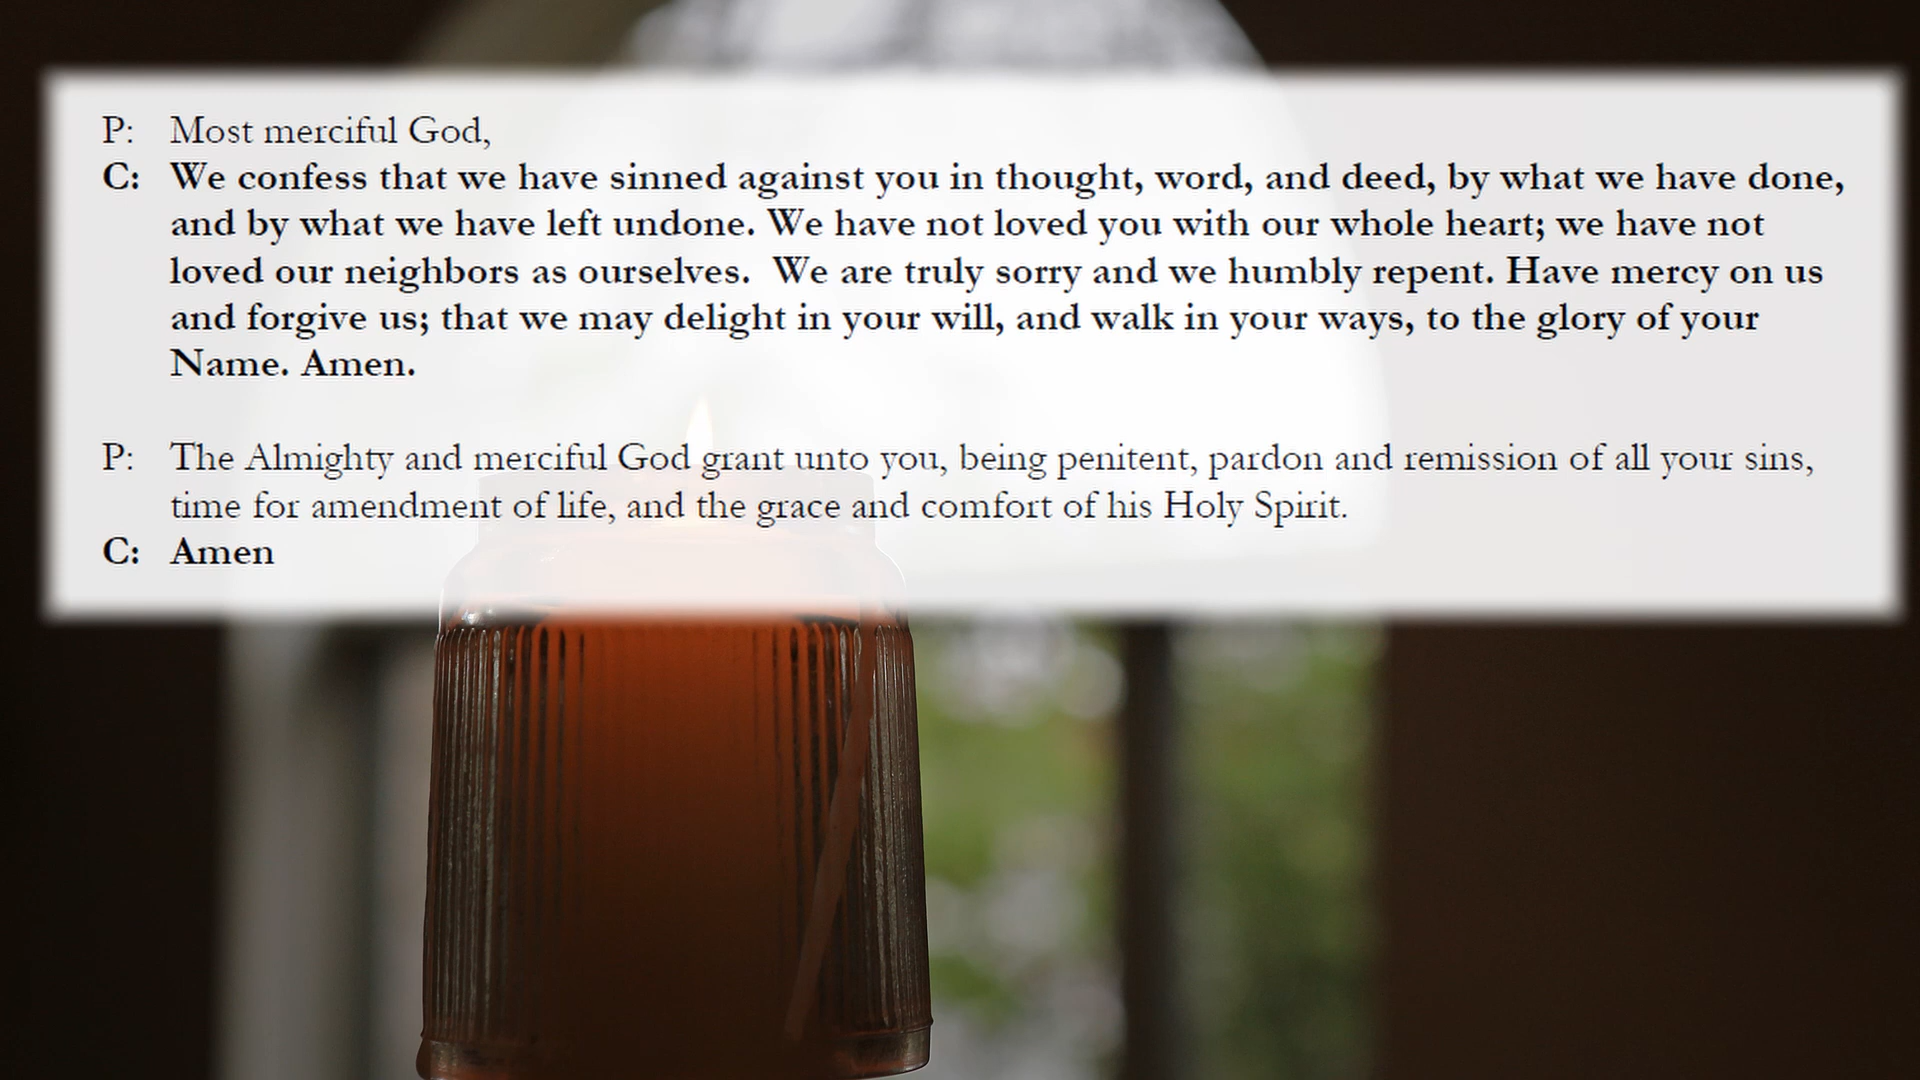 P: Most merciful God,
C: We confess that we have sinned against you in thought, word, and deed, by what we have done,
and by what we have left undone. We have not loved you with our whole heart; we have not
loved our neighbors as ourselves.  We are truly sorry and we humbly repent. Have mercy on us
and forgive us; that we may delight in your will, and walk in your ways, to the glory of your
Name. Amen.
P: The Almighty and merciful God grant unto you, being penitent, pardon and remission of all your sins,
time for amendment of life, and the grace and comfort of his Holy Spirit.
C: Amen